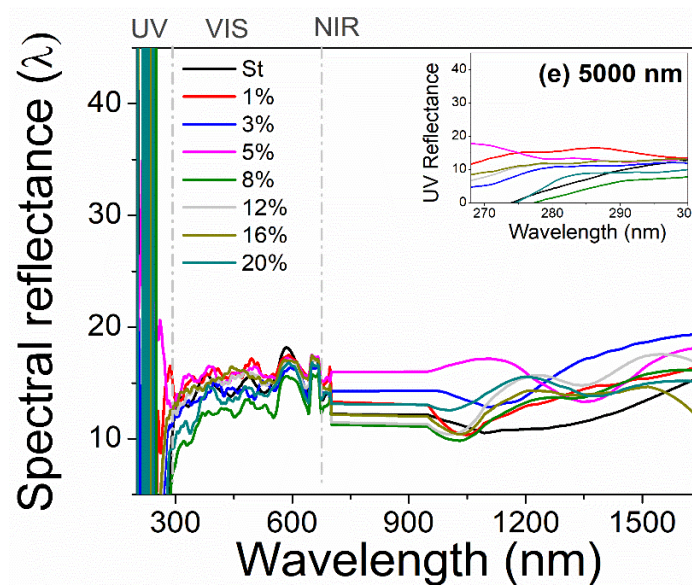 UV VIS NIR
Spectral reflectance (λ)
40
30
20
10
St
1%
3%
5%
8%
12%
16%
20%
(e) 5000 nm
UV Reflectance
40
30
20
10
0
270 280 290 30
Wavelength (nm)
300 600 900 1200 1500
Wavelength (nm)